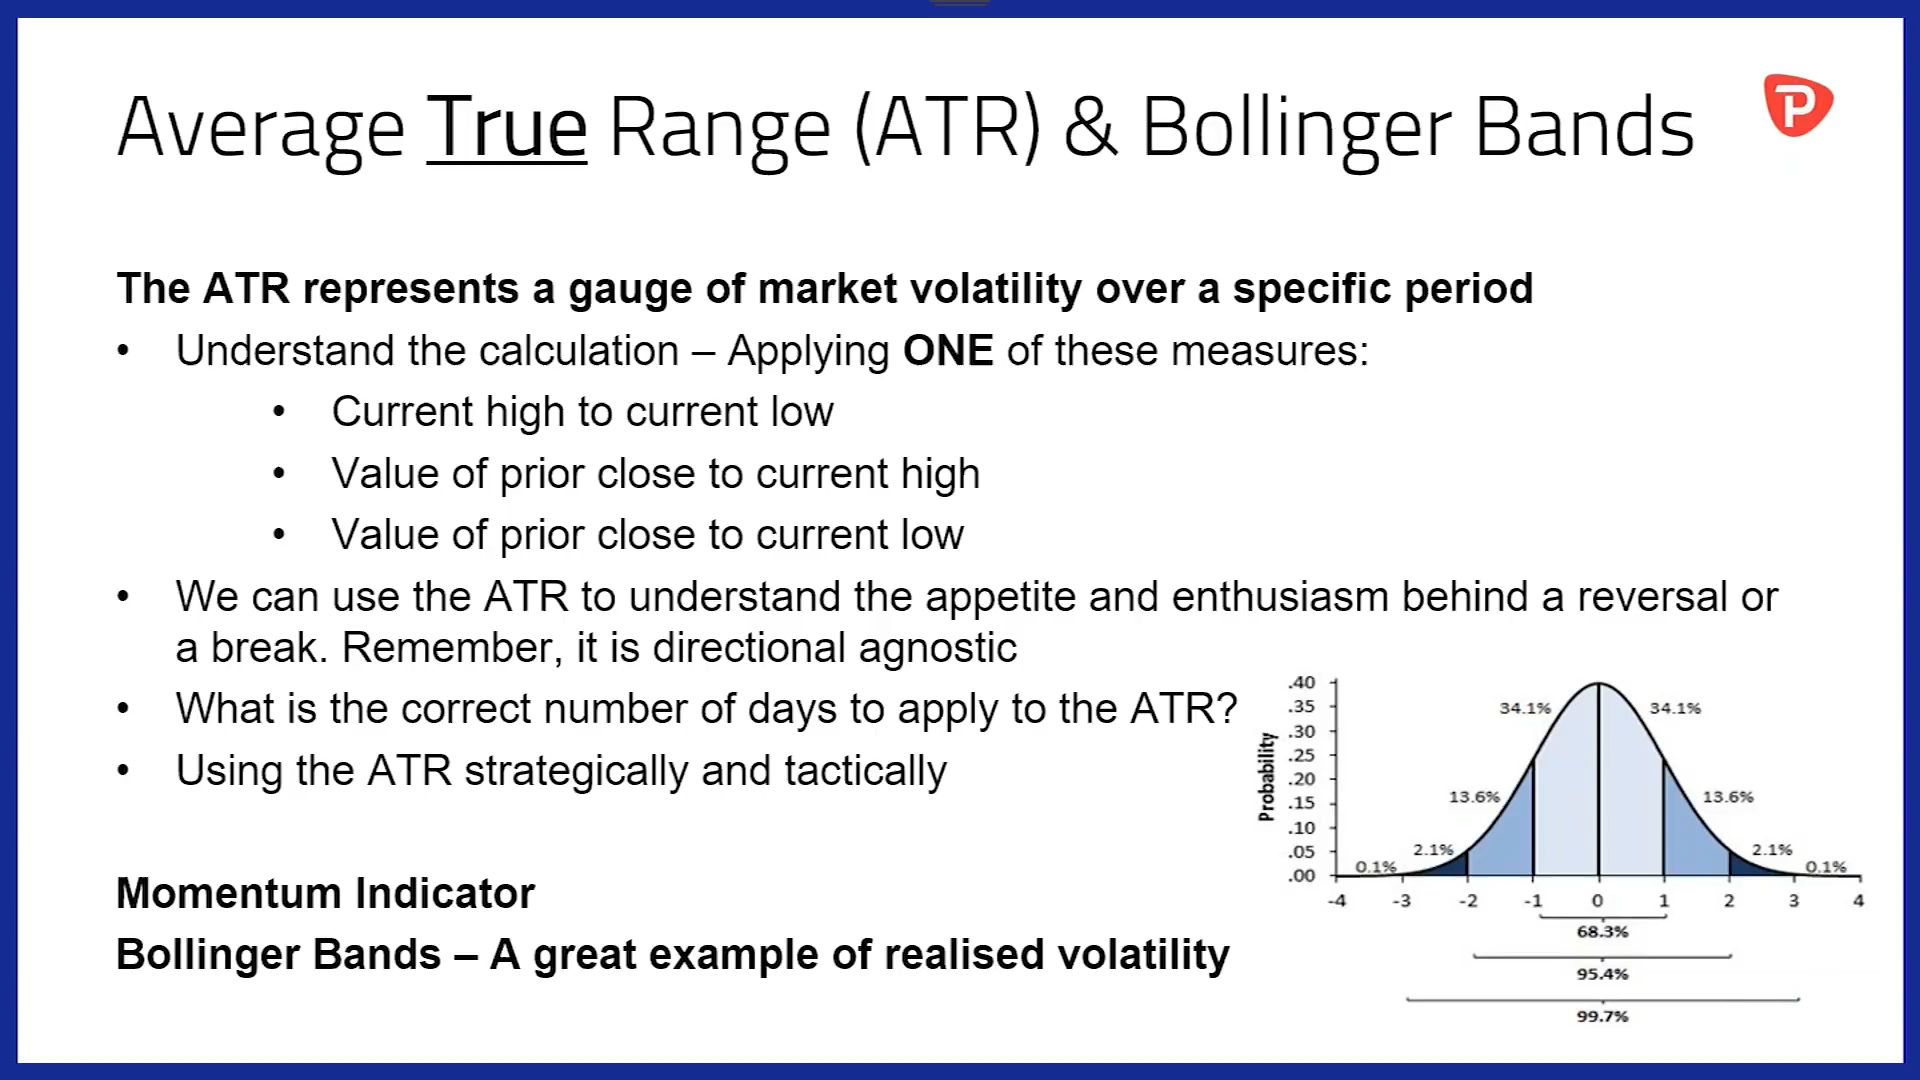 Average True Range (ATR) & Bollinger Bands
P
The ATR represents a gauge of market volatility over a specific period
• Understand the calculation – Applying ONE of these measures:
• Current high to current low
• Value of prior close to current high
• Value of prior close to current low
• We can use the ATR to understand the appetite and enthusiasm behind a reversal or
a break. Remember, it is directional agnostic
• What is the correct number of days to apply to the ATR?
• Using the ATR strategically and tactically
Momentum Indicator
Bollinger Bands – A great example of realised volatility
Probability
.40
.35
.30
.25
.20
.15
.10
.05
.00
34.1% 34.1%
13.6% 13.6%
2.1% 2.1%
0.1% 0.1%
-4 -3 -2 -1 0 1 2 3 4
68.3%
95.4%
99.7%